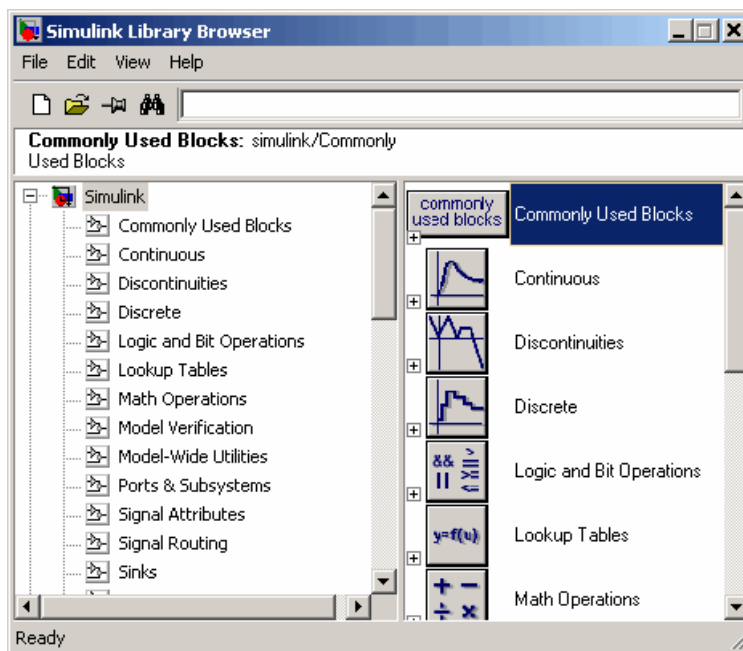 Simulink Library Browser
File Edit View Help
Commonly Used Blocks: simulink/Commonly
Used Blocks
Simulink
Commonly Used Blocks
Continuous
Discontinuities
Discrete
Logic and Bit Operations
Lookup Tables
Math Operations
Model Verification
Model-Wide Utilities
Ports & Subsystems
Signal Attributes
Signal Routing
Sinks
commonly
used blocks
Commonly Used Blocks
Continuous
Discontinuities
Discrete
&& >
|| >=
<=
Logic and Bit Operations
y=f(u)
Lookup Tables
+ −
÷ ×
Math Operations
Ready